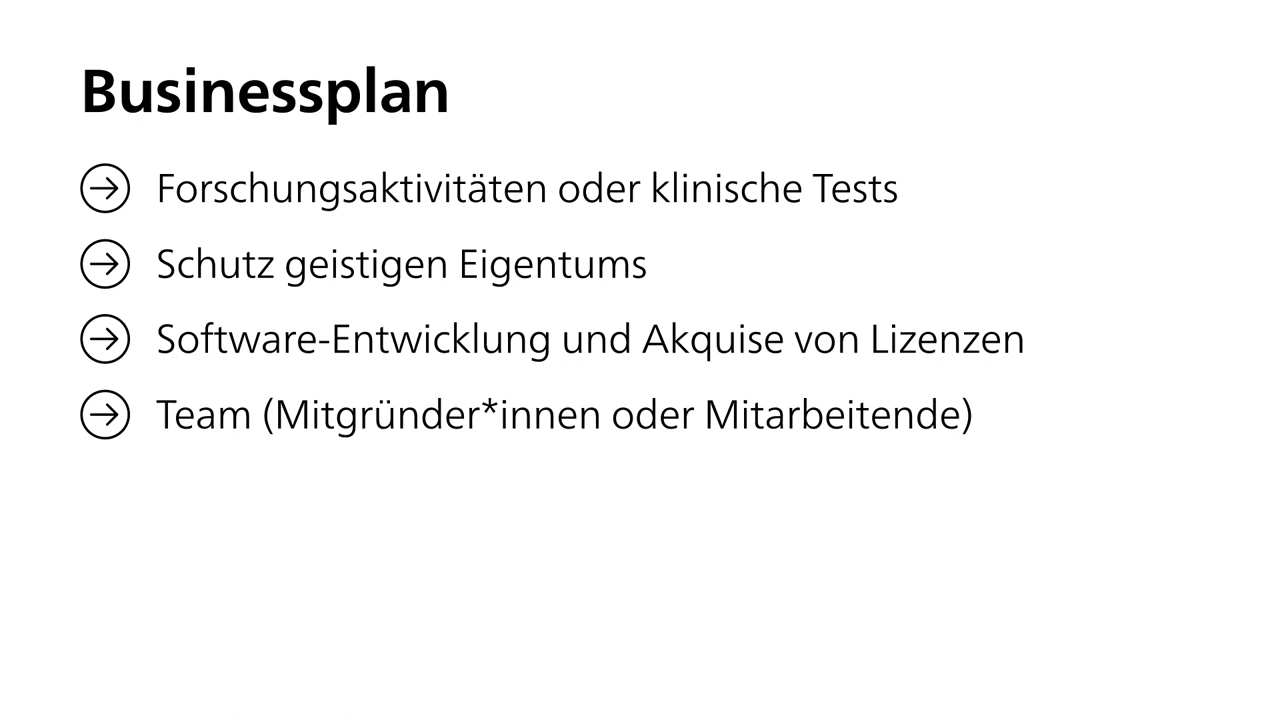 Businessplan
Forschungsaktivitäten oder klinische Tests
Schutz geistigen Eigentums
Software-Entwicklung und Akquise von Lizenzen
Team (Mitgründer*innen oder Mitarbeitende)